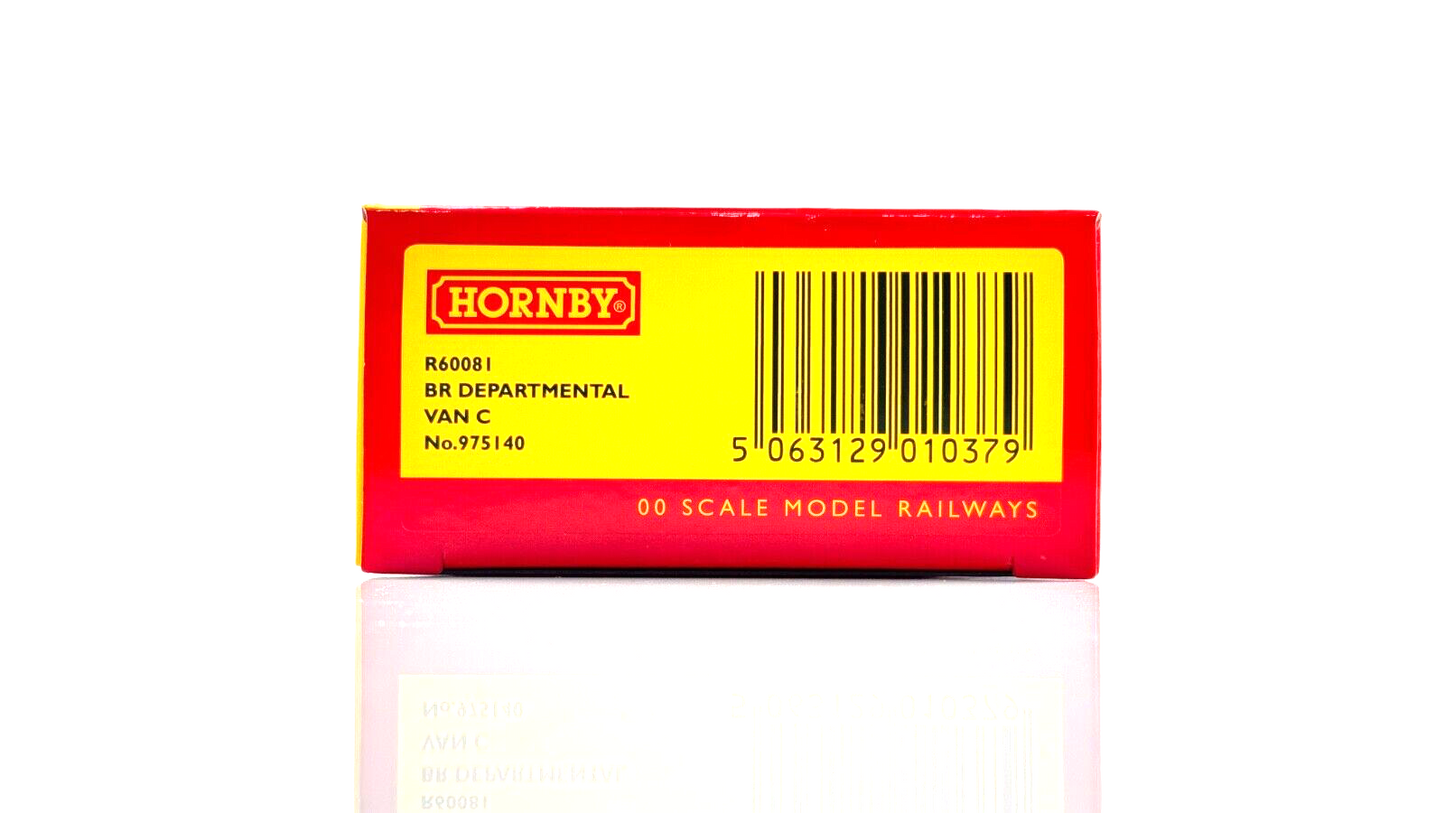 HORNBY®
R60081
BR DEPARTMENTAL
VAN C
No.975140
5 063129 010379
00 SCALE MODEL RAILWAYS